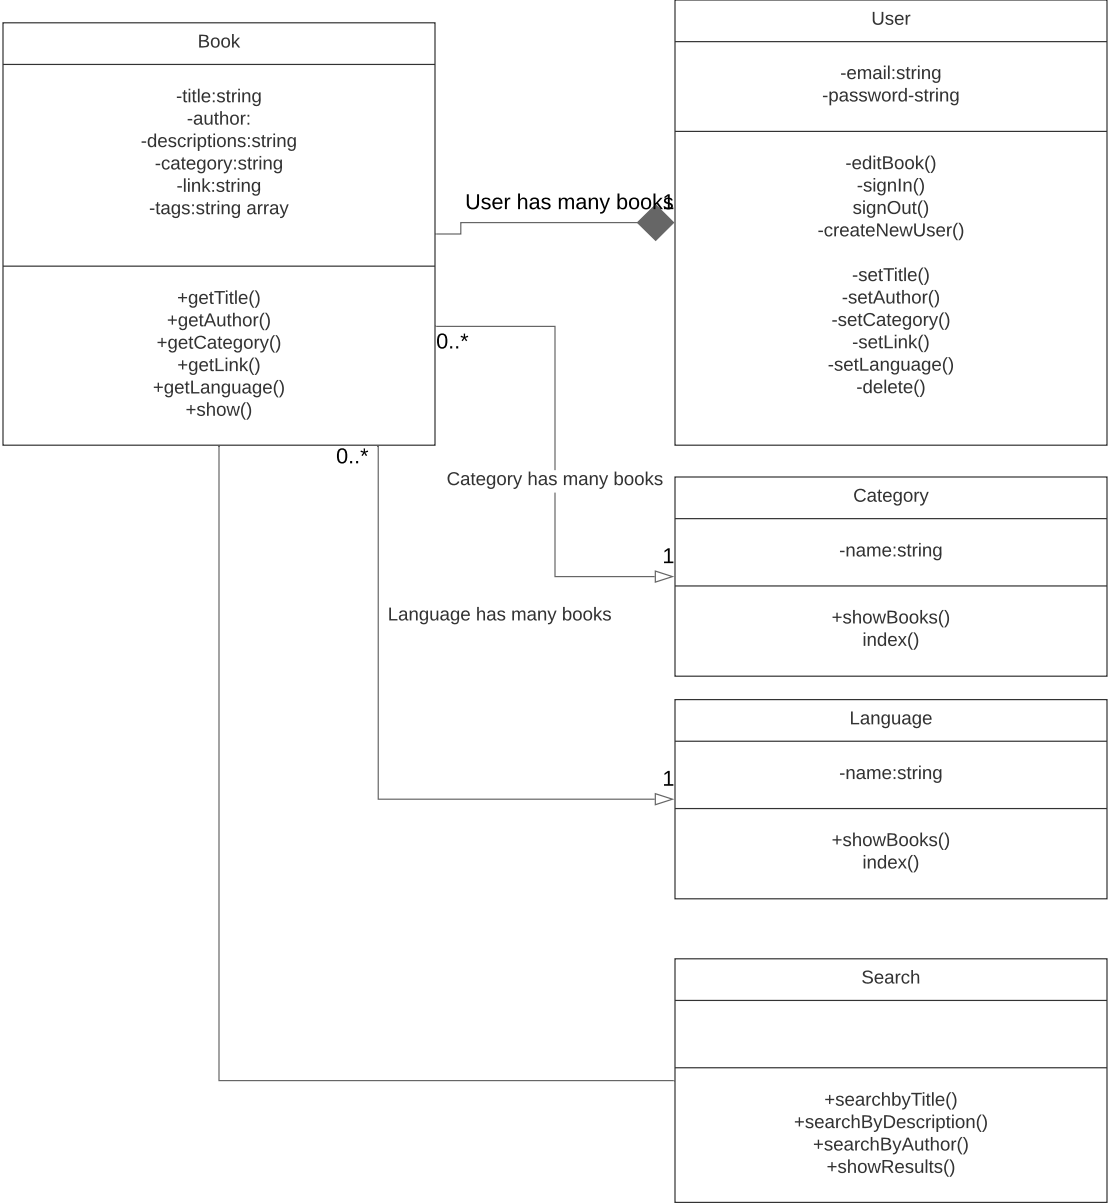 Book
-title:string
-author:
-descriptions:string
-category:string
-link:string
-tags:string array
+getTitle()
+getAuthor()
+getCategory()
+getLink()
+getLanguage()
+show()
User
-email:string
-password-string
-editBook()
-signIn()
signOut()
-createNewUser()
-setTitle()
-setAuthor()
-setCategory()
-setLink()
-setLanguage()
-delete()
User has many books
1
0..*
Category has many books
1
0..*
Language has many books
1
Category
-name:string
+showBooks()
index()
Language
-name:string
+showBooks()
index()
Search
+searchbyTitle()
+searchByDescription()
+searchByAuthor()
+showResults()